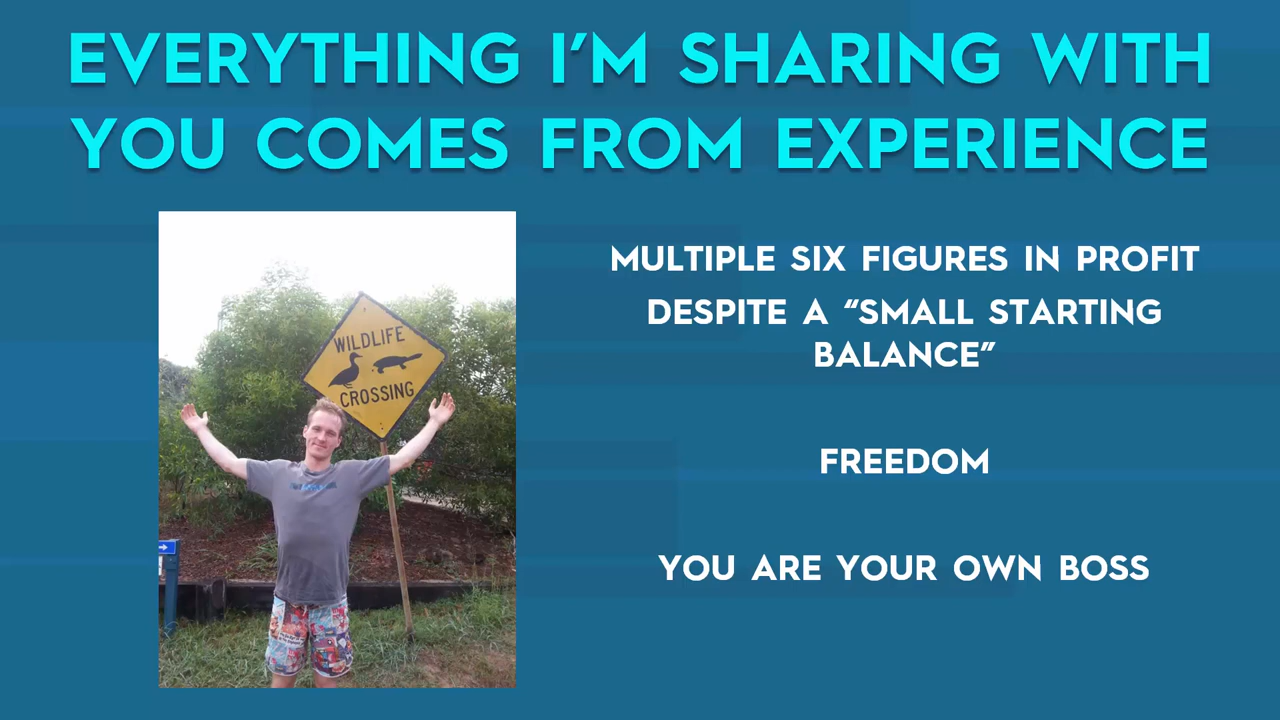 EVERYTHING I'M SHARING WITH
YOU COMES FROM EXPERIENCE
MULTIPLE SIX FIGURES IN PROFIT
DESPITE A “SMALL STARTING
BALANCE”
WILDLIFE
CROSSING
FREEDOM
YOU ARE YOUR OWN BOSS